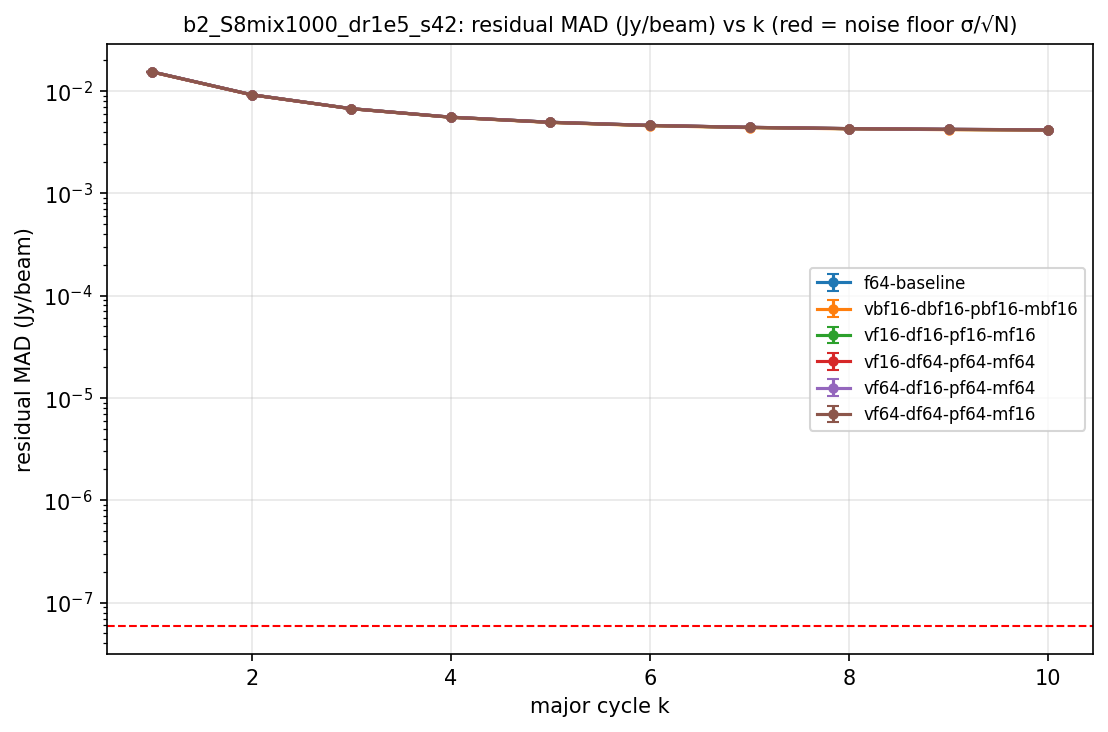 b2_S8mix1000_dr1e5_s42: residual MAD (Jy/beam) vs k (red = noise floor σ/√N)
residual MAD (Jy/beam)
10⁻²
10⁻³
10⁻⁴
10⁻⁵
10⁻⁶
10⁻⁷
f64-baseline
vbf16-dbf16-pbf16-mbf16
vf16-df16-pf16-mf16
vf16-df64-pf64-mf64
vf64-df16-pf64-mf64
vf64-df64-pf64-mf16
2 4 6 8 10
major cycle k